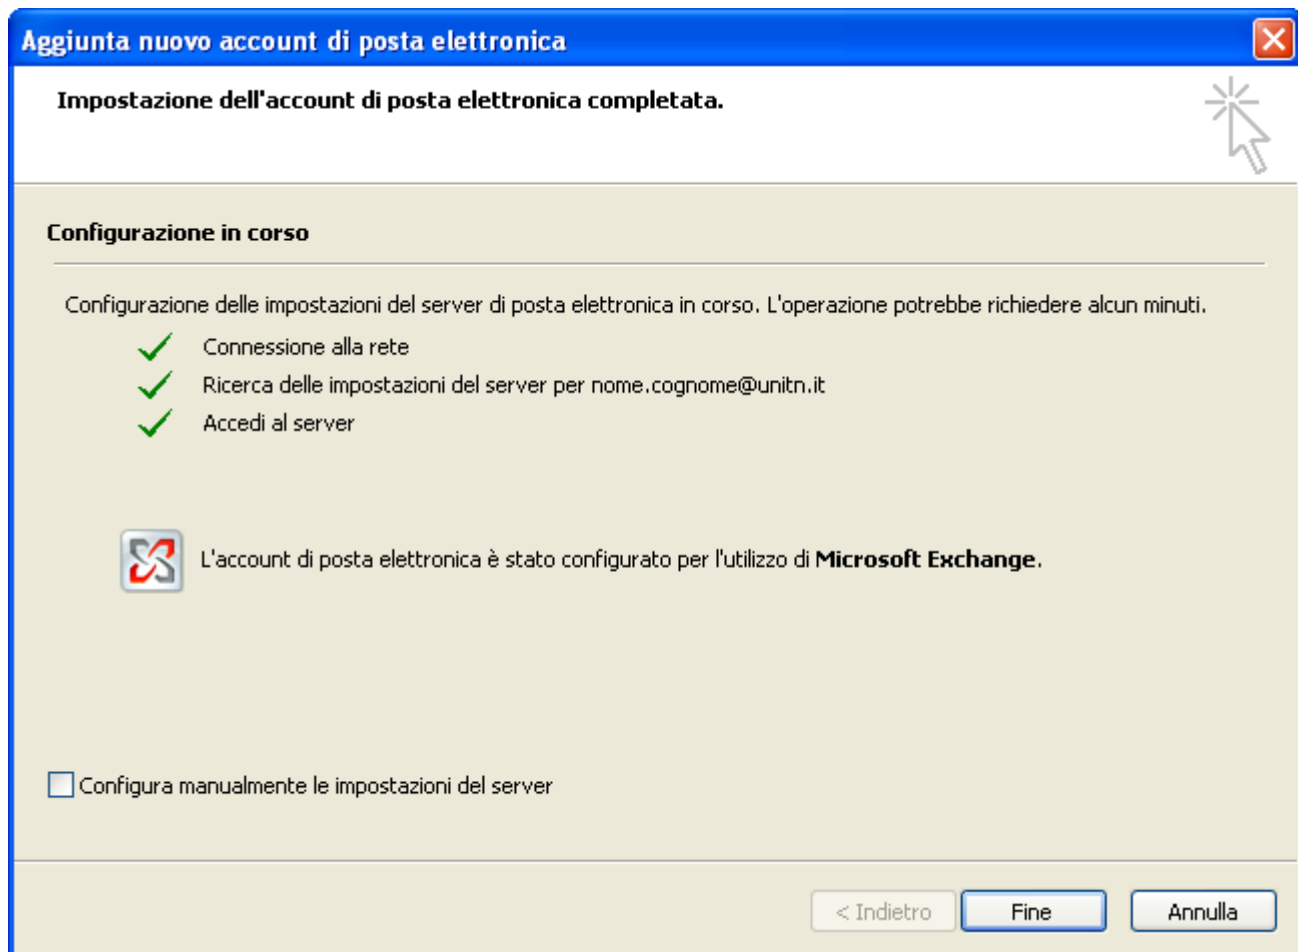 Aggiunta nuovo account di posta elettronica
Impostazione dell'account di posta elettronica completata.
Configurazione in corso
Configurazione delle impostazioni del server di posta elettronica in corso. L'operazione potrebbe richiedere alcun minuti.
Connessione alla rete
Ricerca delle impostazioni del server per nome.cognome@unitn.it
Accedi al server
L'account di posta elettronica è stato configurato per l'utilizzo di Microsoft Exchange.
Configura manualmente le impostazioni del server
< Indietro Fine Annulla